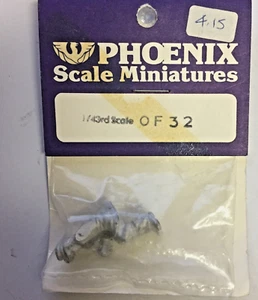 4.15
PHOENIX
Scale Miniatures
1/43rd Scale OF 32